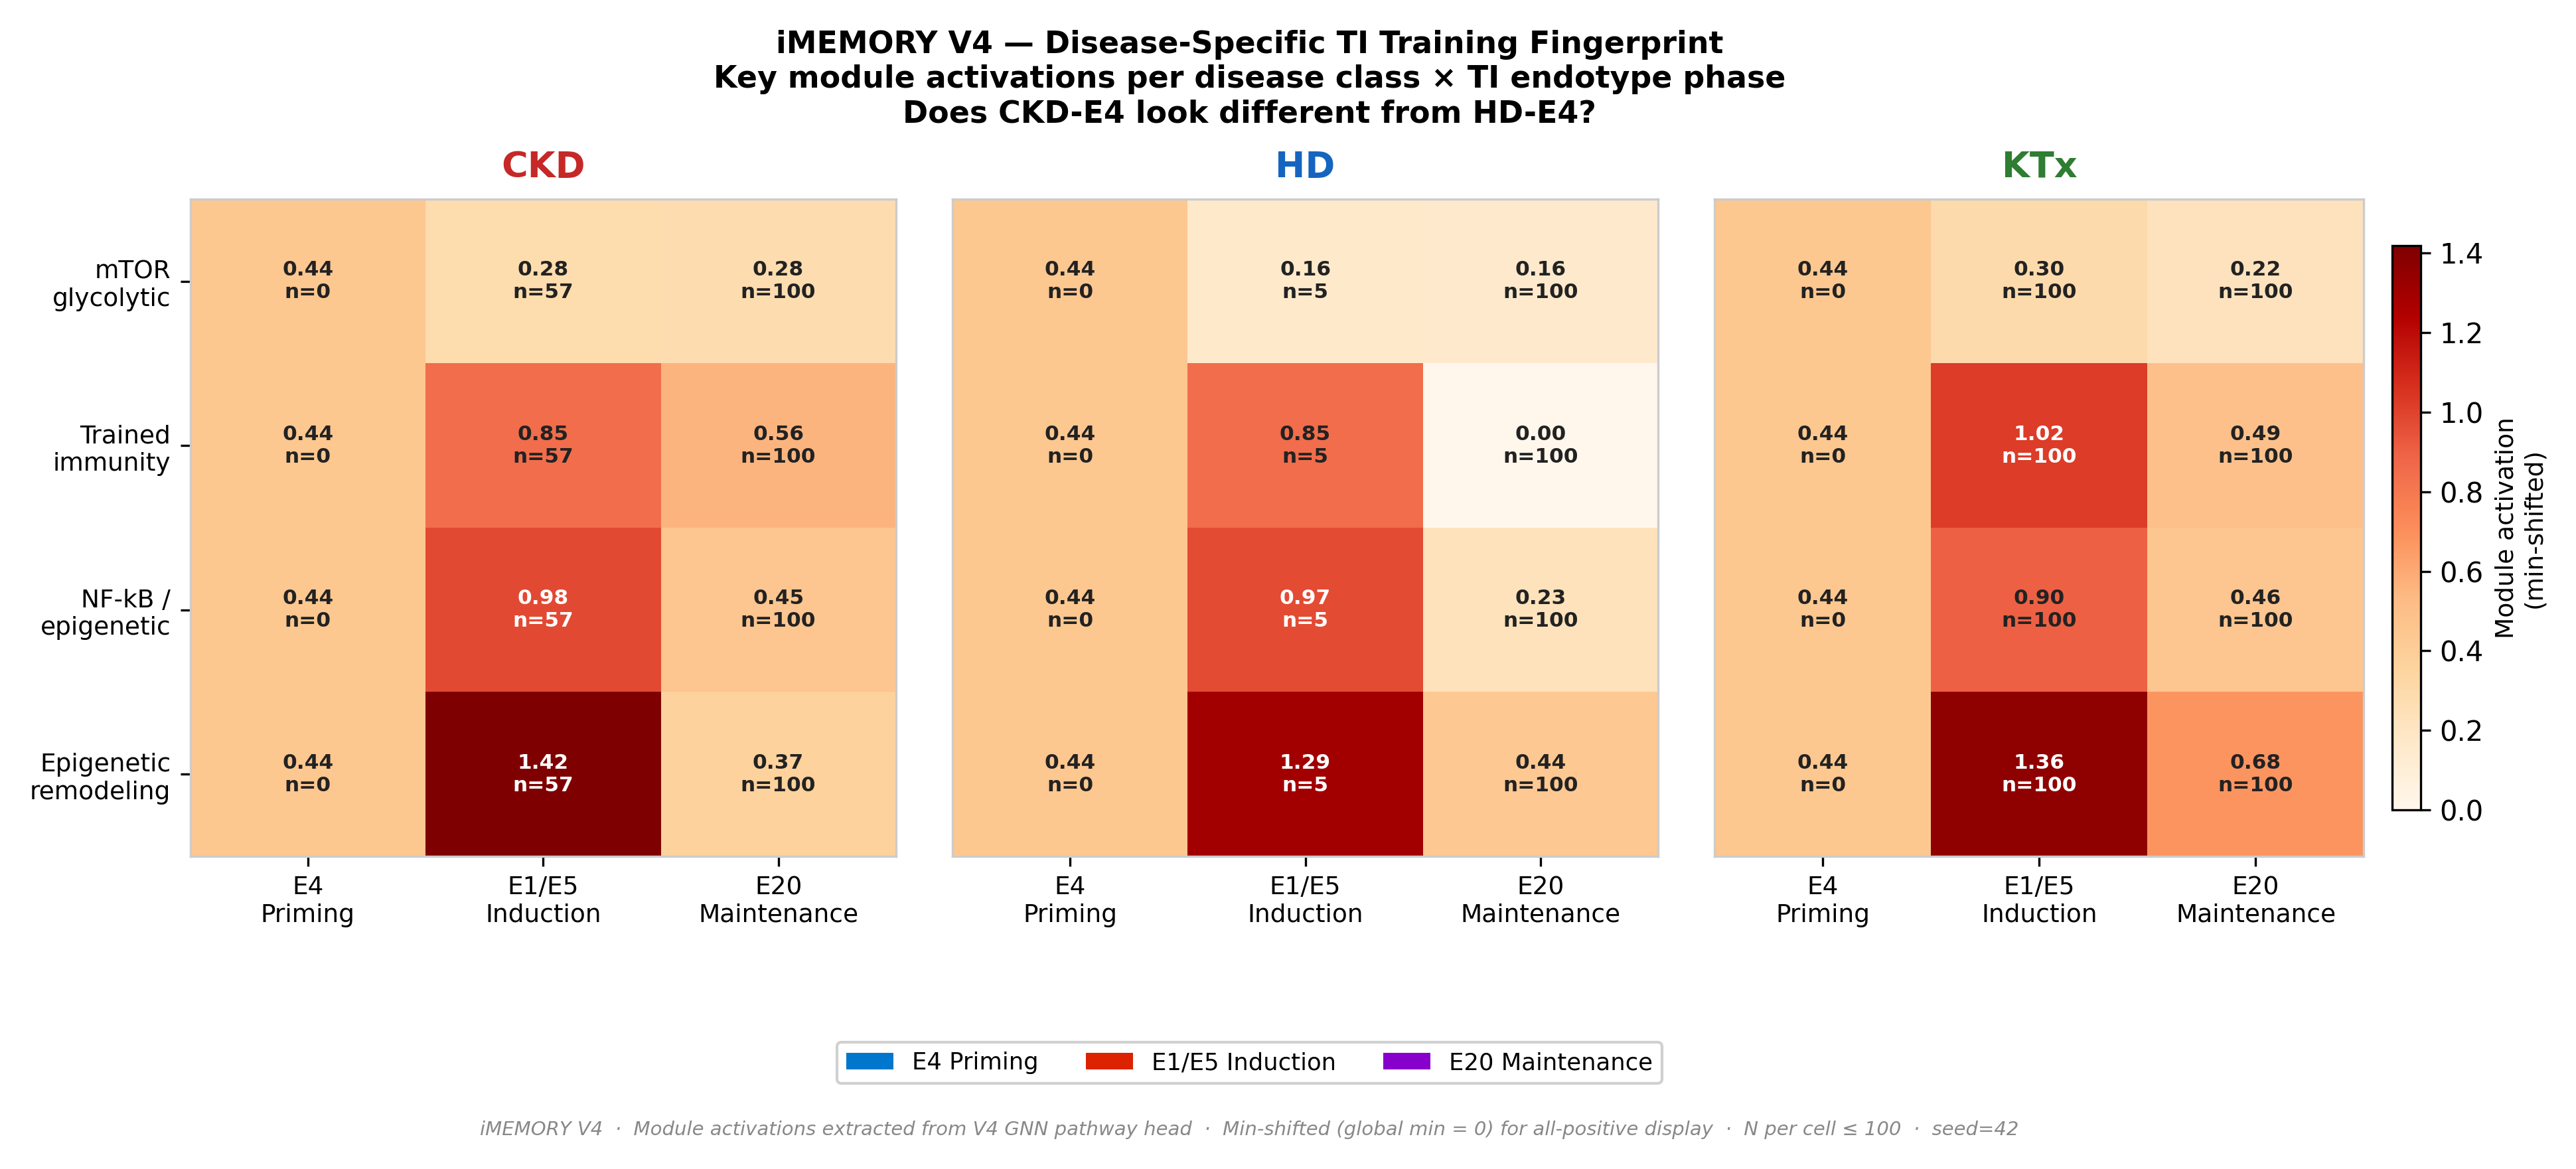 iMEMORY V4 — Disease-Specific TI Training Fingerprint
Key module activations per disease class × TI endotype phase
Does CKD-E4 look different from HD-E4?
CKD
HD
KTx
mTOR
glycolytic
0.44
n=0
0.28
n=57
0.28
n=100
0.44
n=0
0.16
n=5
0.16
n=100
0.44
n=0
0.30
n=100
0.22
n=100
Trained
immunity
0.44
n=0
0.85
n=57
0.56
n=100
0.44
n=0
0.85
n=5
0.00
n=100
0.44
n=0
1.02
n=100
0.49
n=100
NF-kB /
epigenetic
0.44
n=0
0.98
n=57
0.45
n=100
0.44
n=0
0.97
n=5
0.23
n=100
0.44
n=0
0.90
n=100
0.46
n=100
Epigenetic
remodeling
0.44
n=0
1.42
n=57
0.37
n=100
0.44
n=0
1.29
n=5
0.44
n=100
0.44
n=0
1.36
n=100
0.68
n=100
E4
Priming
E1/E5
Induction
E20
Maintenance
E4
Priming
E1/E5
Induction
E20
Maintenance
E4
Priming
E1/E5
Induction
E20
Maintenance
1.4
1.2
1.0
0.8
0.6
0.4
0.2
0.0
Module activation
(min-shifted)
E4 Priming
E1/E5 Induction
E20 Maintenance
iMEMORY V4 · Module activations extracted from V4 GNN pathway head · Min-shifted (global min = 0) for all-positive display · N per cell ≤ 100 · seed=42